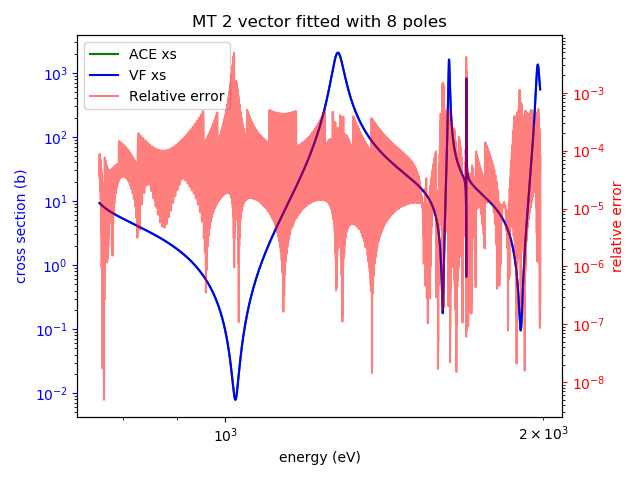 MT 2 vector fitted with 8 poles
ACE xs
VF xs
Relative error
10³
10²
10¹
10⁰
10⁻¹
10⁻²
cross section (b)
10⁻³
10⁻⁴
10⁻⁵
10⁻⁶
10⁻⁷
10⁻⁸
relative error
10³
2 × 10³
energy (eV)